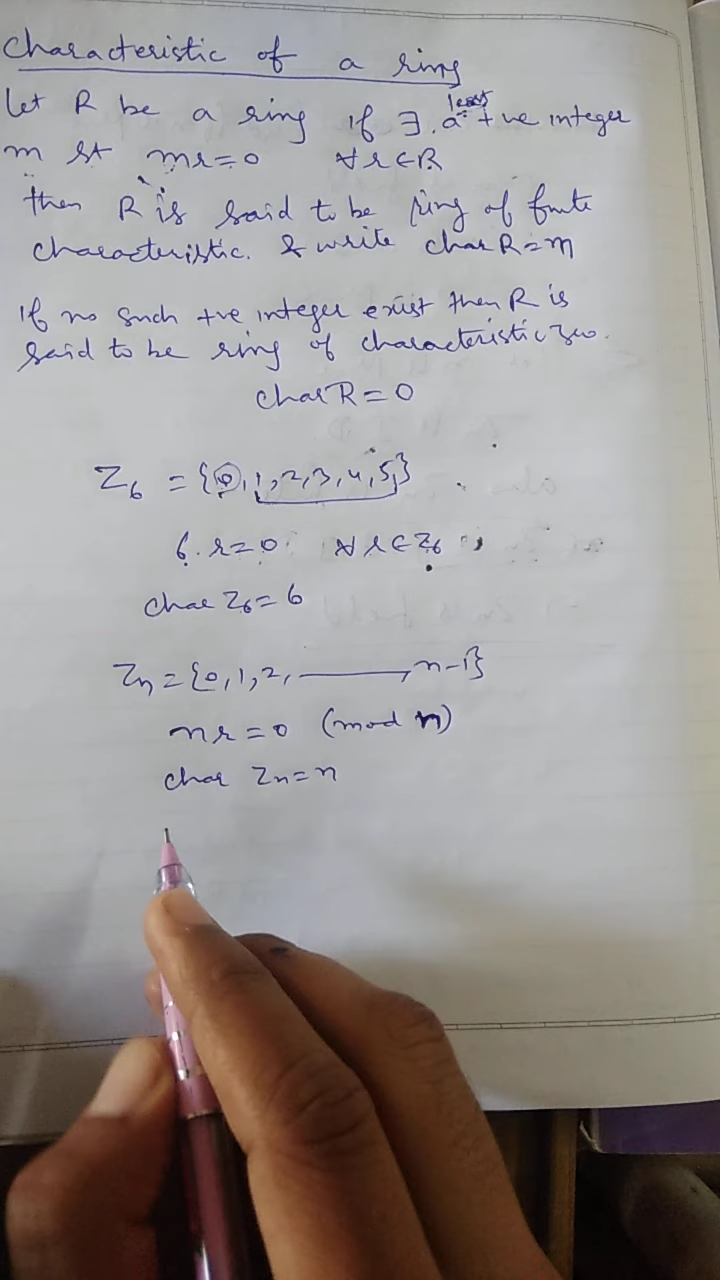 Characteristic of a ring
Let R be a ring if ∃. a least +ve integer
m st mr=0 ∀ r∈R
then R is said to be ring of finite
characteristic. & write char R=m
If no such +ve integer exist then R is
said to be ring of characteristic zero.
char R = 0
Z₆ = {0,1,2,3,4,5,}
6.r=0 ∀ r∈Z₆
char Z₆=6
Zₙ={0,1,2,———,n-1}
nr=0 (mod n)
char Zₙ=n